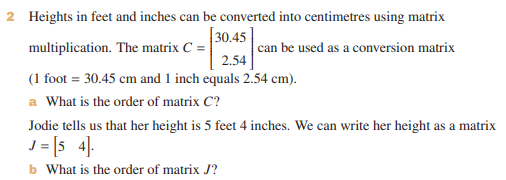 2 Heights in feet and inches can be converted into centimetres using matrix
multiplication. The matrix C = [30.45
2.54] can be used as a conversion matrix
(1 foot = 30.45 cm and 1 inch equals 2.54 cm).
a What is the order of matrix C?
Jodie tells us that her height is 5 feet 4 inches. We can write her height as a matrix
J = [5 4].
b What is the order of matrix J?